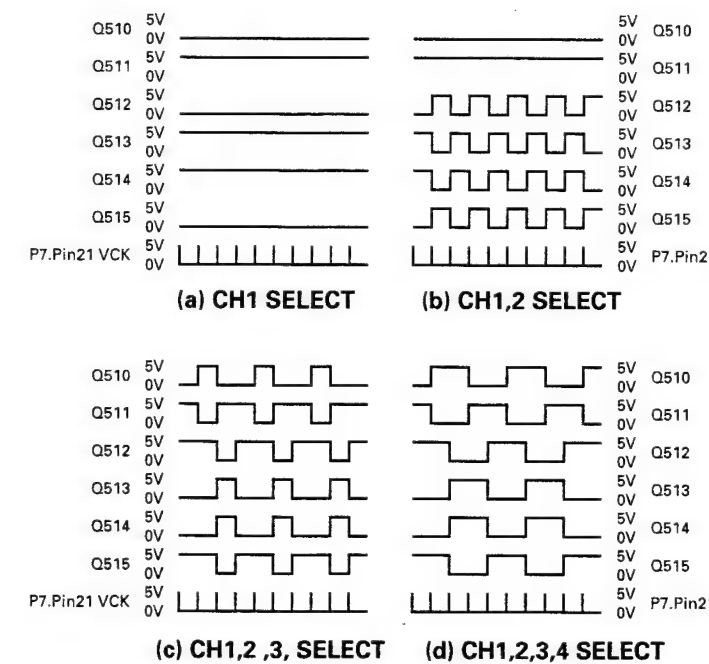 Q510 5V
0V
Q511 5V
0V
Q512 5V
0V
Q513 5V
0V
Q514 5V
0V
Q515 5V
0V
P7.Pin21 VCK 5V
0V
(a) CH1 SELECT
5V Q510
0V
5V Q511
0V
5V Q512
0V
5V Q513
0V
5V Q514
0V
5V Q515
0V
5V P7.Pin2
0V
(b) CH1,2 SELECT
Q510 5V
0V
Q511 5V
0V
Q512 5V
0V
Q513 5V
0V
Q514 5V
0V
Q515 5V
0V
P7.Pin21 VCK 5V
0V
(c) CH1,2 ,3, SELECT
5V Q510
0V
5V Q511
0V
5V Q512
0V
5V Q513
0V
5V Q514
0V
5V Q515
0V
5V P7.Pin2
0V
(d) CH1,2,3,4 SELECT